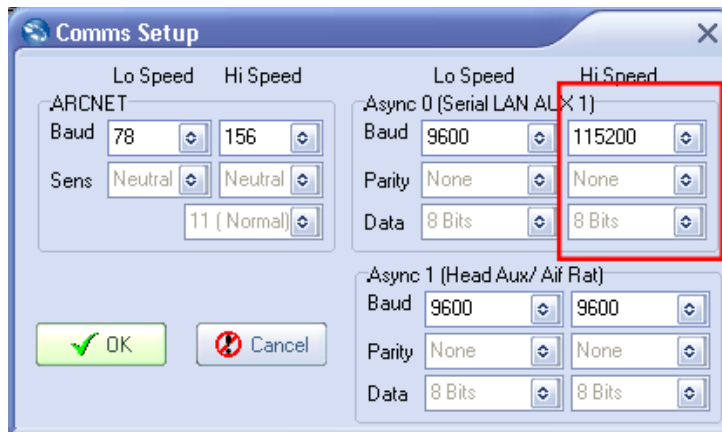 Comms Setup
Lo Speed Hi Speed
ARCNET
Baud 78 156
Sens Neutral Neutral
11 ( Normal)
Lo Speed Hi Speed
Async 0 (Serial LAN AUX 1)
Baud 9600 115200
Parity None None
Data 8 Bits 8 Bits
Async 1 (Head Aux/ Aif Rat)
Baud 9600 9600
Parity None None
Data 8 Bits 8 Bits
OK Cancel